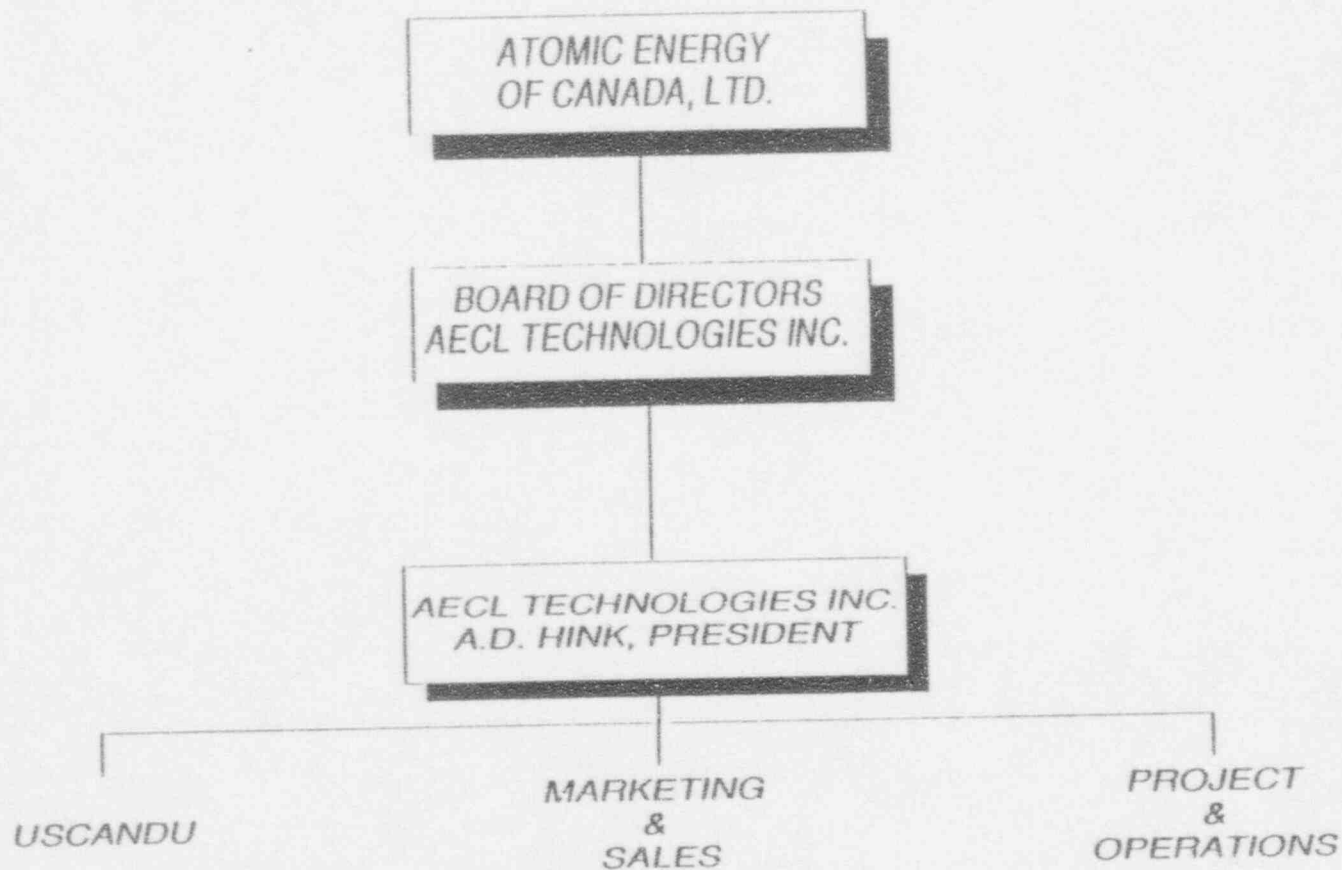 ATOMIC ENERGY
OF CANADA, LTD.
BOARD OF DIRECTORS
AECL TECHNOLOGIES INC.
AECL TECHNOLOGIES INC.
A.D. HINK, PRESIDENT
USCANDU
MARKETING
&
SALES
PROJECT
&
OPERATIONS